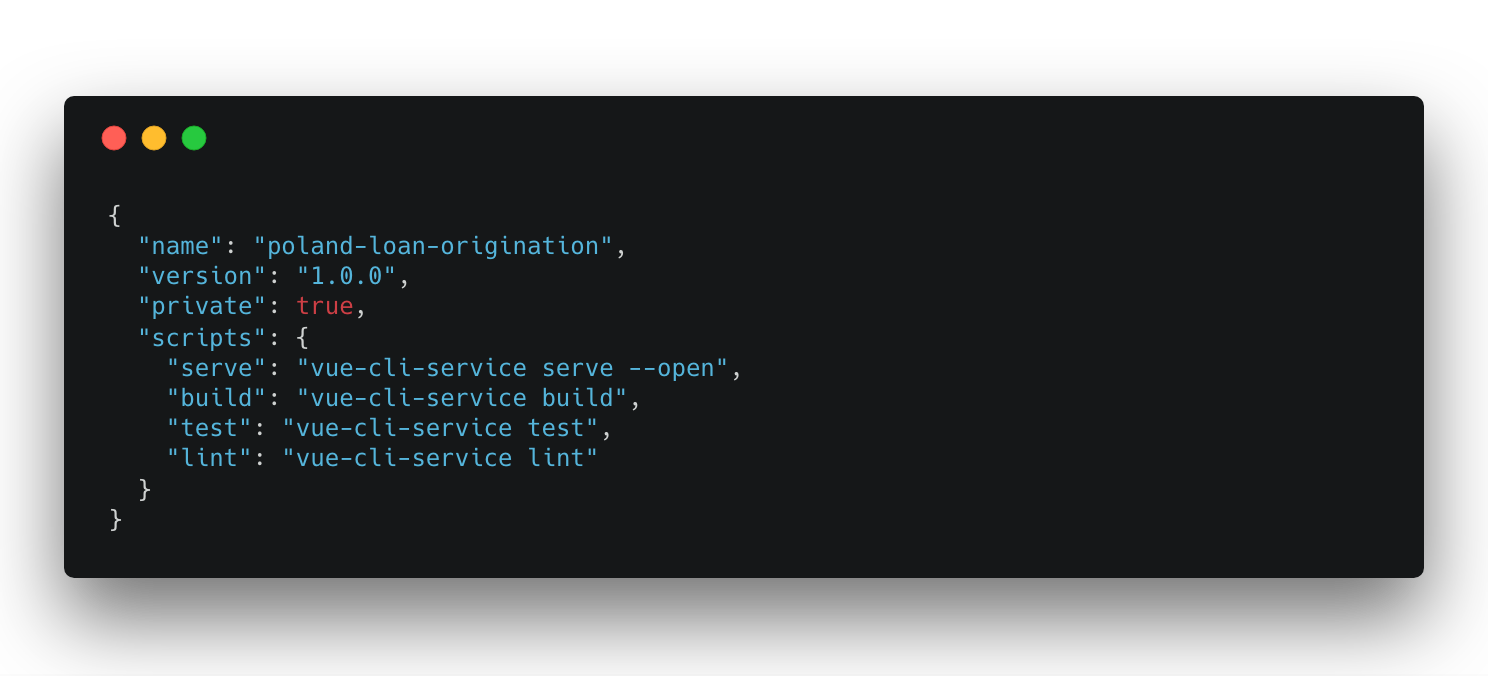 {
  "name": "poland-loan-origination",
  "version": "1.0.0",
  "private": true,
  "scripts": {
    "serve": "vue-cli-service serve --open",
    "build": "vue-cli-service build",
    "test": "vue-cli-service test",
    "lint": "vue-cli-service lint"
  }
}